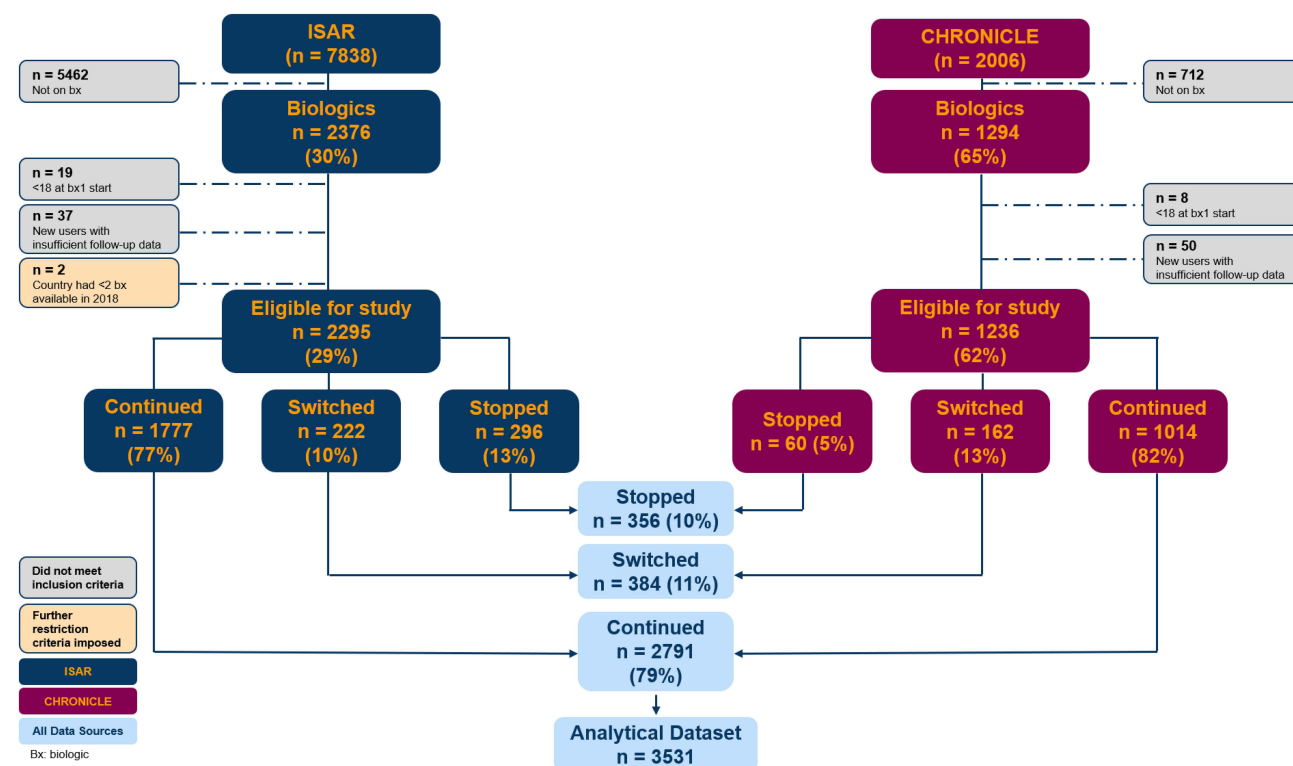 ISAR
(n = 7838)
CHRONICLE
(n = 2006)
n = 5462
Not on bx
n = 712
Not on bx
Biologics
n = 2376
(30%)
Biologics
n = 1294
(65%)
n = 19
<18 at bx1 start
n = 37
New users with
insufficient follow-up data
n = 2
Country had <2 bx
available in 2018
n = 8
<18 at bx1 start
n = 50
New users with
insufficient follow-up data
Eligible for study
n = 2295
(29%)
Eligible for study
n = 1236
(62%)
Continued
n = 1777
(77%)
Switched
n = 222
(10%)
Stopped
n = 296
(13%)
Stopped
n = 60 (5%)
Switched
n = 162
(13%)
Continued
n = 1014
(82%)
Stopped
n = 356 (10%)
Switched
n = 384 (11%)
Continued
n = 2791
(79%)
Analytical Dataset
n = 3531
Did not meet
inclusion criteria
Further
restriction
criteria imposed
ISAR
CHRONICLE
All Data Sources
Bx: biologic